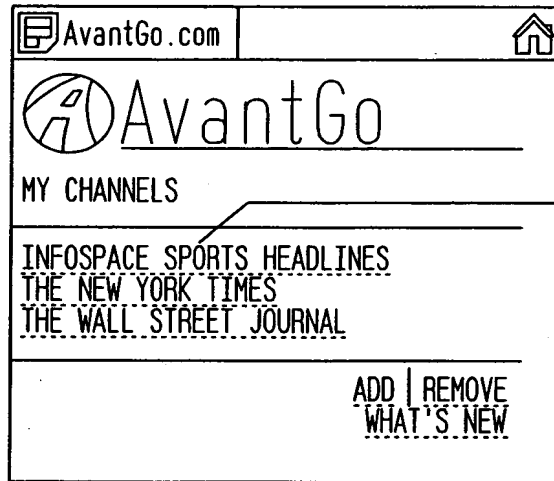 AvantGo.com
AvantGo
MY CHANNELS
INFOSPACE SPORTS HEADLINES
THE NEW YORK TIMES
THE WALL STREET JOURNAL
ADD | REMOVE
WHAT'S NEW